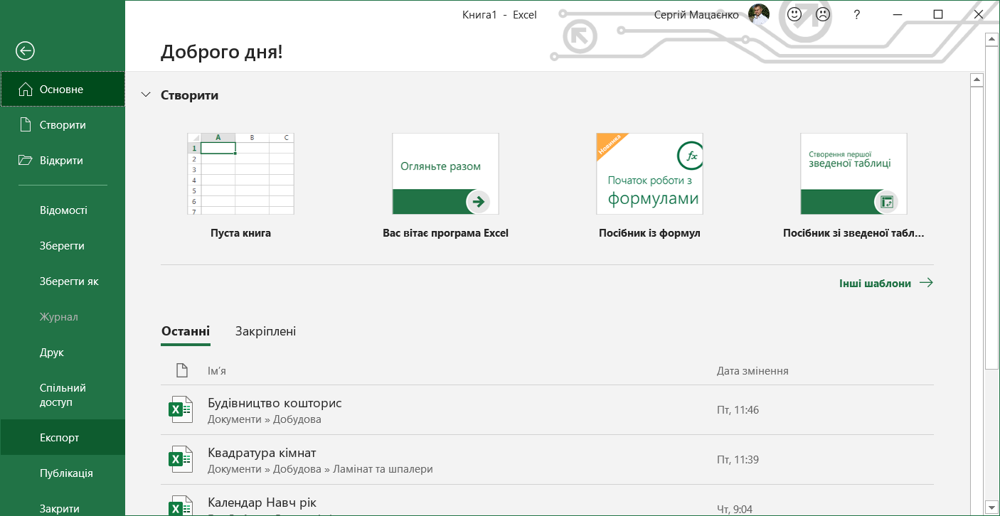 Книга1 - Excel
Сергій Мацаєнко
?
Доброго дня!
Основне
Створити
Відкрити
Відомості
Зберегти
Зберегти як
Журнал
Друк
Спільний
доступ
Експорт
Публікація
Закрити
Створити
A B C
1
2
3
4
5
6
7
Пуста книга
Огляньте разом
Вас вітає програма Excel
Новинка
fx
Початок роботи з
формулами
Посібник із формул
Створення першої
зведеної таблиці
Посібник зі зведеної табл...
Інші шаблони
Останні Закріплені
Ім’я Дата змінення
Будівництво кошторис
Документи » Добудова
Пт, 11:46
Квадратура кімнат
Документи » Добудова » Ламінат та шпалери
Пт, 11:39
Календар Навч рік
Чт, 9:04